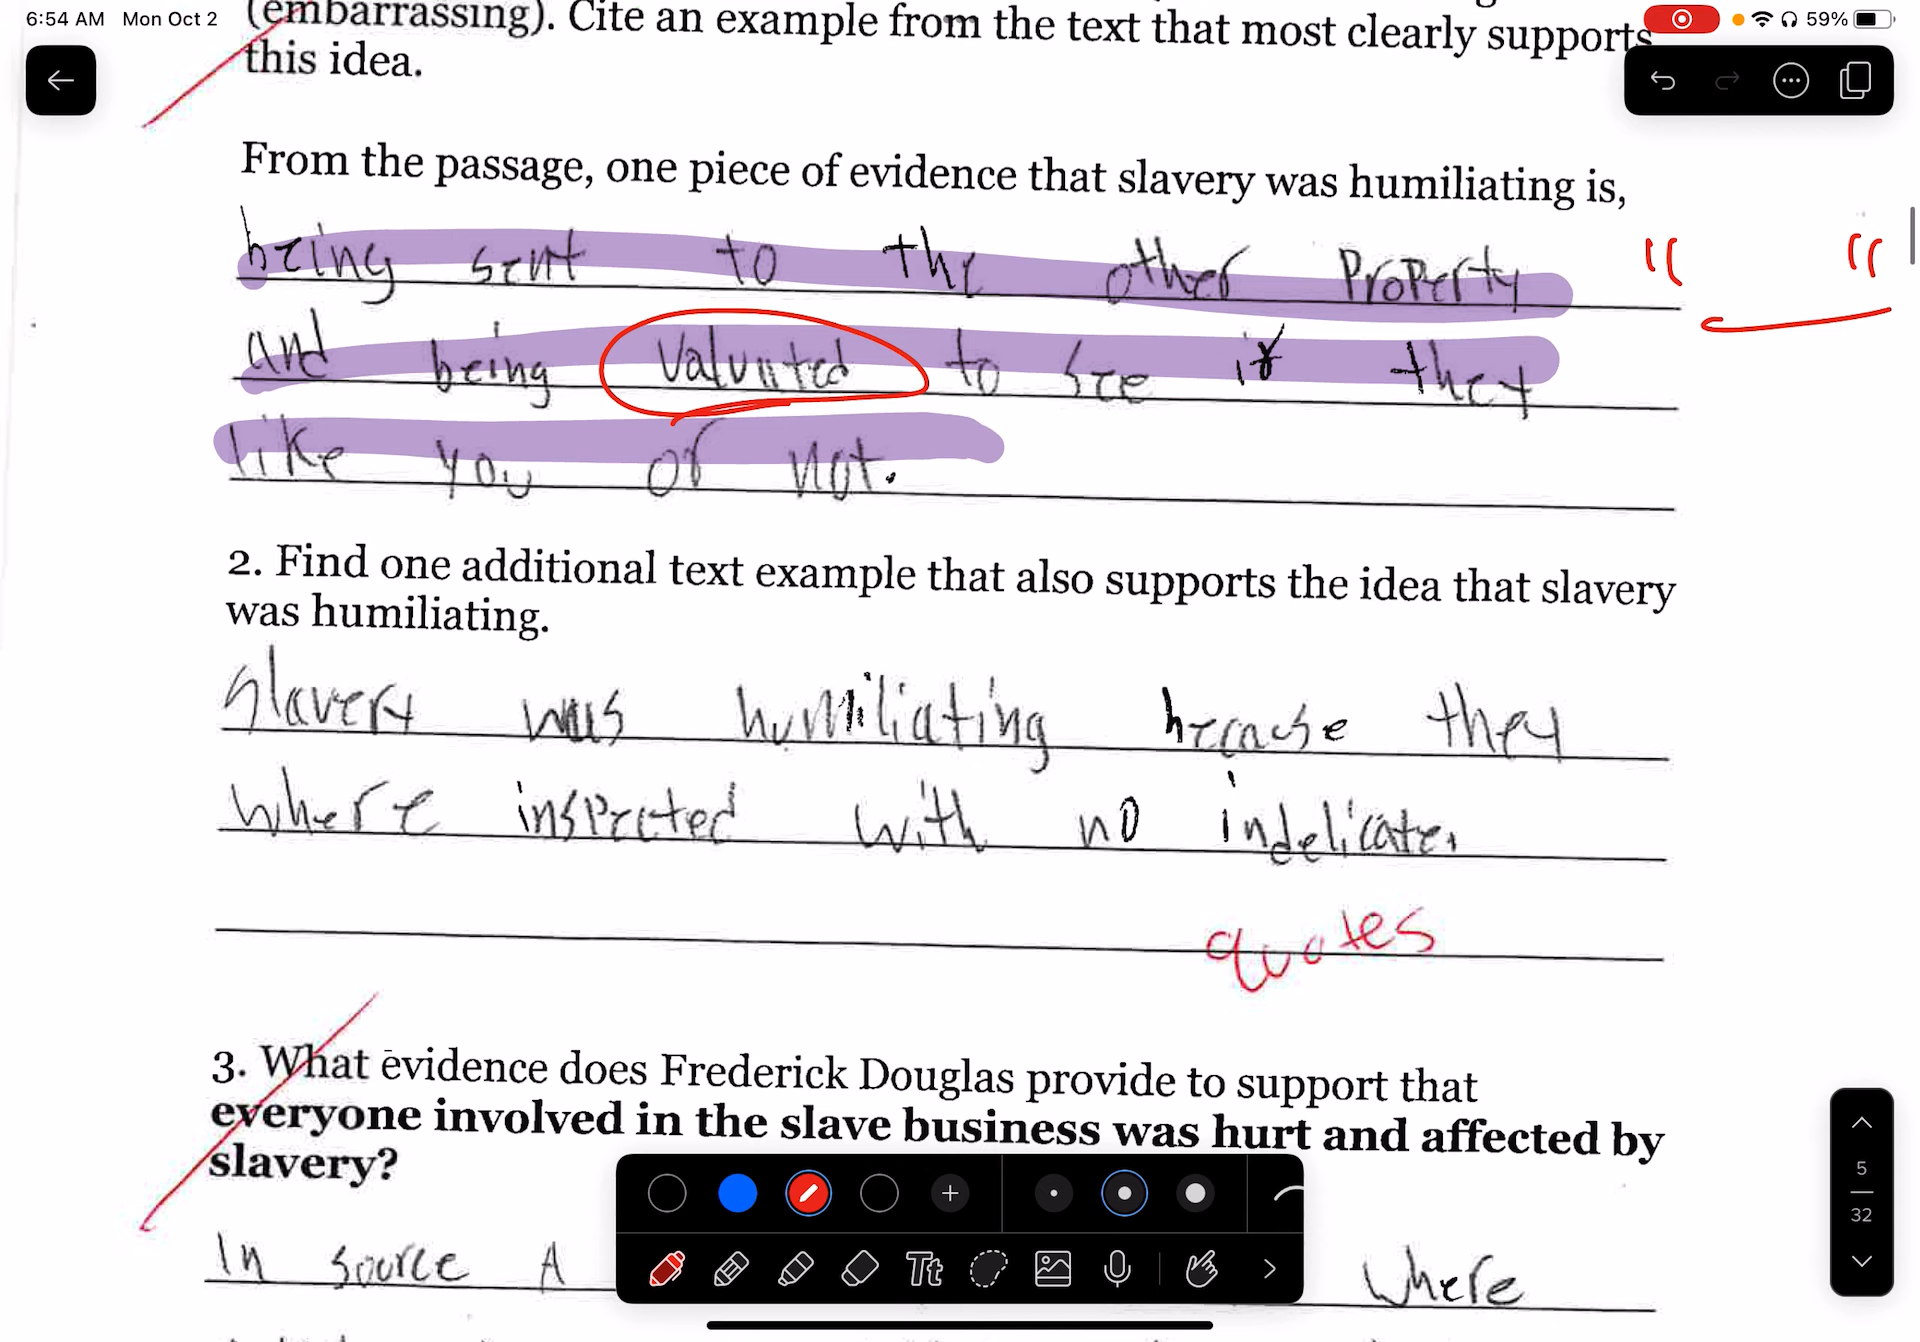 6:54 AM Mon Oct 2
59%
(embarrassing). Cite an example from the text that most clearly supports
this idea.
From the passage, one piece of evidence that slavery was humiliating is,
being sent to the other Property
and being Valuated to see if they
like you or not.
" "
2. Find one additional text example that also supports the idea that slavery
was humiliating.
Slavery was humiliating because they
where inspected with no indelicate.
quotes
3. What evidence does Frederick Douglas provide to support that
everyone involved in the slave business was hurt and affected by
slavery?
In source A
where
Tt
5
32